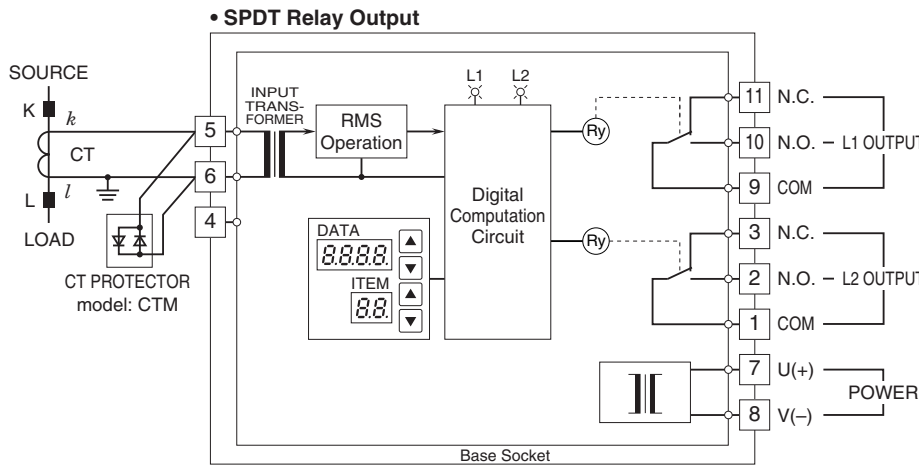 • SPDT Relay Output
SOURCE
K
k
CT
L
l
LOAD
CT PROTECTOR
model: CTM
5
6
4
INPUT
TRANS-
FORMER
RMS
Operation
L1
L2
Digital
Computation
Circuit
DATA
8.8.8.8.
ITEM
8.8.
Ry
Ry
11 N.C.
10 N.O. L1 OUTPUT
9 COM
3 N.C.
2 N.O. L2 OUTPUT
1 COM
7 U(+)
POWER
8 V(–)
Base Socket